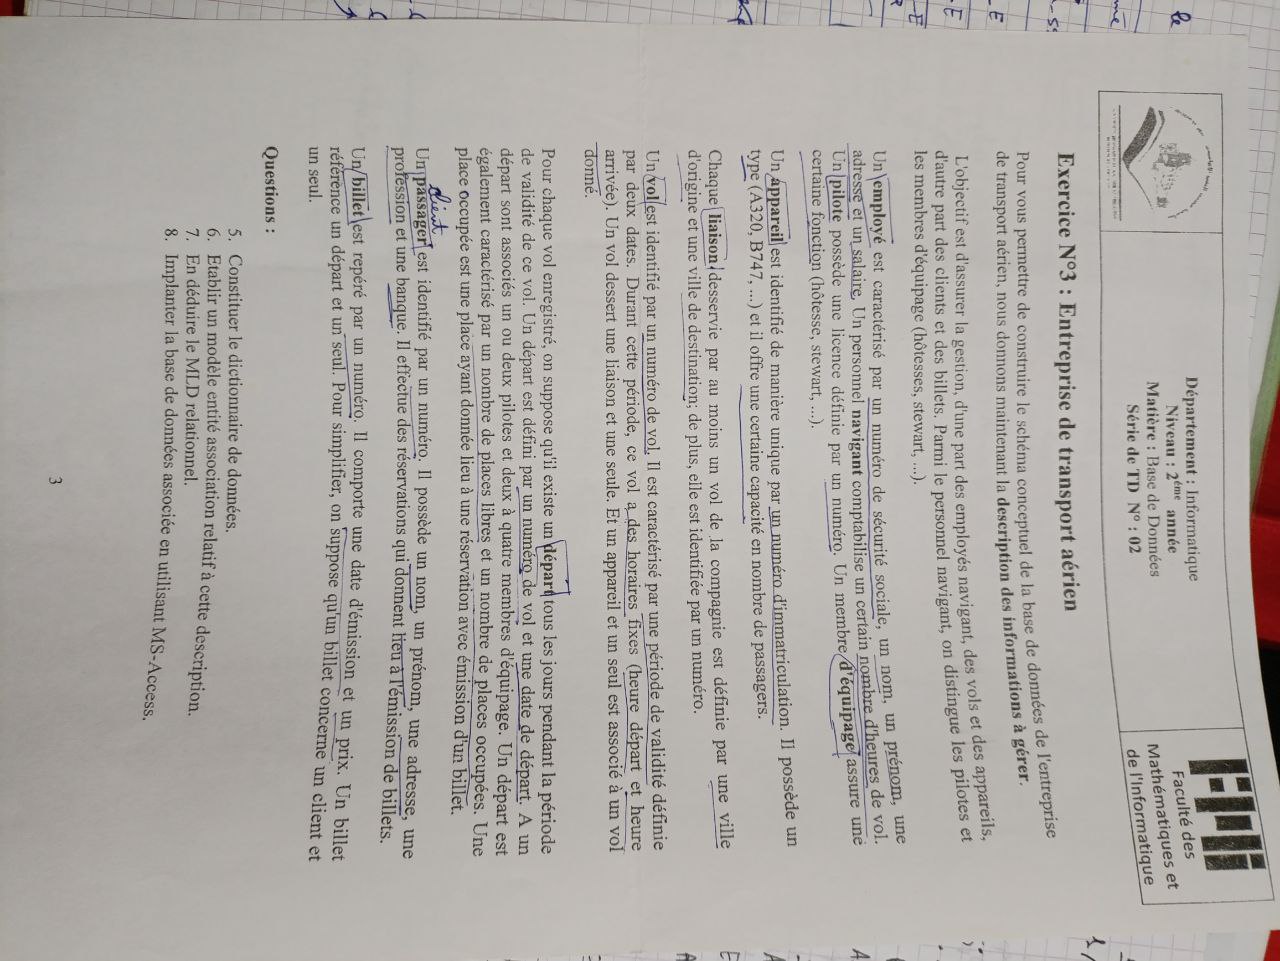 Département : Informatique
Niveau : 2ème année
Matière : Base de Données
Série de TD N° : 02
Faculté des
Mathématiques et
de l'Informatique
Exercice N°3 : Entreprise de transport aérien
Pour vous permettre de construire le schéma conceptuel de la base de données de l'entreprise
de transport aérien, nous donnons maintenant la description des informations à gérer.
L'objectif est d'assurer la gestion, d'une part des employés navigant, des vols et des appareils,
d'autre part des clients et des billets. Parmi le personnel navigant, on distingue les pilotes et
les membres d'équipage (hôtesses, stewart, ...).
Un employé est caractérisé par un numéro de sécurité sociale, un nom, un prénom, une
adresse et un salaire. Un personnel navigant comptabilise un certain nombre d'heures de vol.
Un pilote possède une licence définie par un numéro. Un membre d'équipage assure une
certaine fonction (hôtesse, stewart, ...).
Un appareil est identifié de manière unique par un numéro d'immatriculation. Il possède un
type (A320, B747, ...) et il offre une certaine capacité en nombre de passagers.
Chaque liaison desservie par au moins un vol de la compagnie est définie par une ville
d'origine et une ville de destination; de plus, elle est identifiée par un numéro.
Un vol est identifié par un numéro de vol. Il est caractérisé par une période de validité définie
par deux dates. Durant cette période, ce vol a des horaires fixes (heure départ et heure
arrivée). Un vol dessert une liaison et une seule. Et un appareil et un seul est associé à un vol
donné.
Pour chaque vol enregistré, on suppose qu'il existe un départ tous les jours pendant la période
de validité de ce vol. Un départ est défini par un numéro de vol et une date de départ. A un
départ sont associés un ou deux pilotes et deux à quatre membres d'équipage. Un départ est
également caractérisé par un nombre de places libres et un nombre de places occupées. Une
place occupée est une place ayant donnée lieu à une réservation avec émission d'un billet.
client
Un passager est identifié par un numéro. Il possède un nom, un prénom, une adresse, une
profession et une banque. Il effectue des réservations qui donnent lieu à l'émission de billets.
Un billet est repéré par un numéro. Il comporte une date d'émission et un prix. Un billet
référence un départ et un seul. Pour simplifier, on suppose qu'un billet concerne un client et
un seul.
Questions :
5. Constituer le dictionnaire de données.
6. Etablir un modèle entité association relatif à cette description.
7. En déduire le MLD relationnel.
8. Implanter la base de données associée en utilisant MS-Access.
3